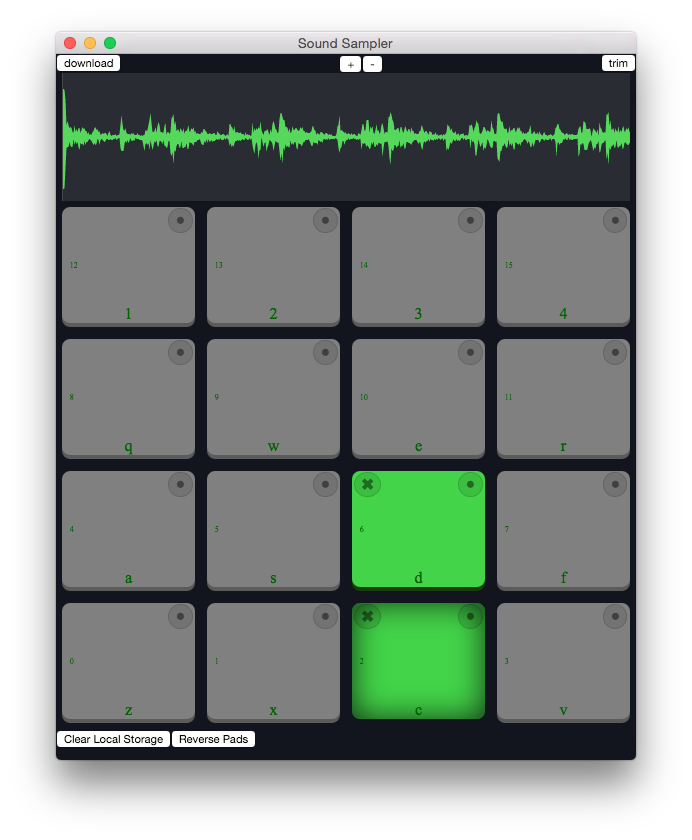 Sound Sampler
download + - trim
12 13 14 15
1 2 3 4
8 9 10 11
q w e r
4 5 6 7
a s d f
0 1 2 3
z x c v
Clear Local Storage Reverse Pads